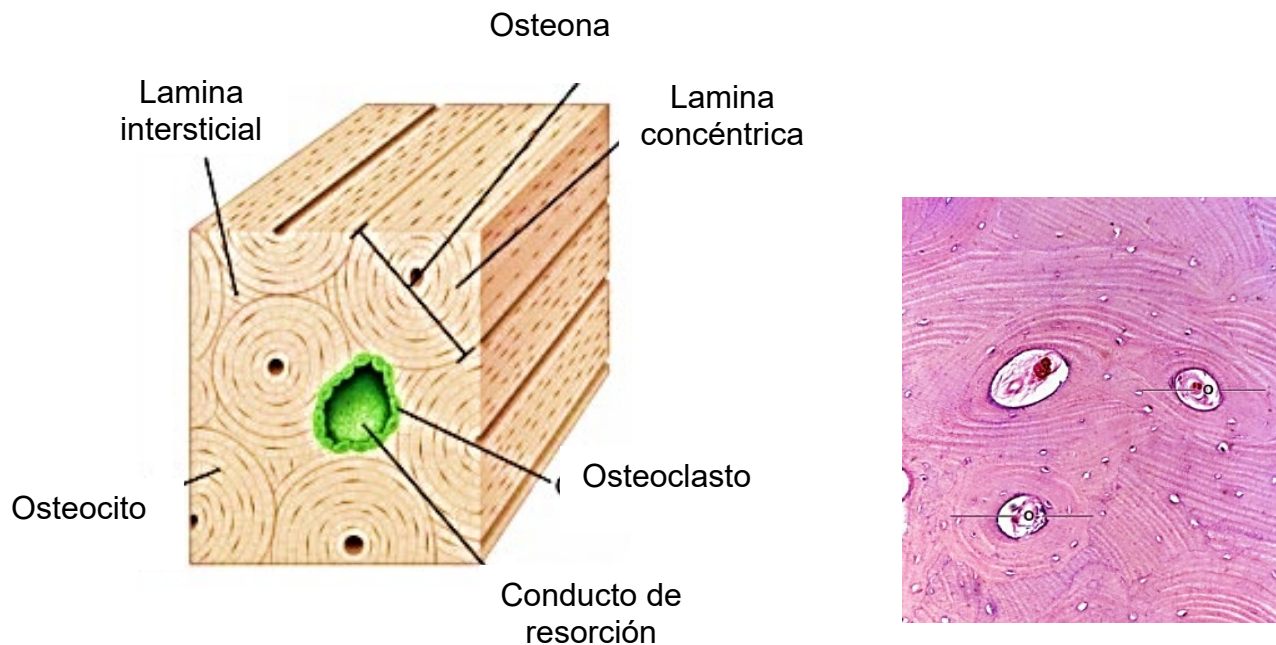 Osteona
Lamina
intersticial
Lamina
concéntrica
Osteoclasto
Osteocito
Conducto de
resorción
O
O